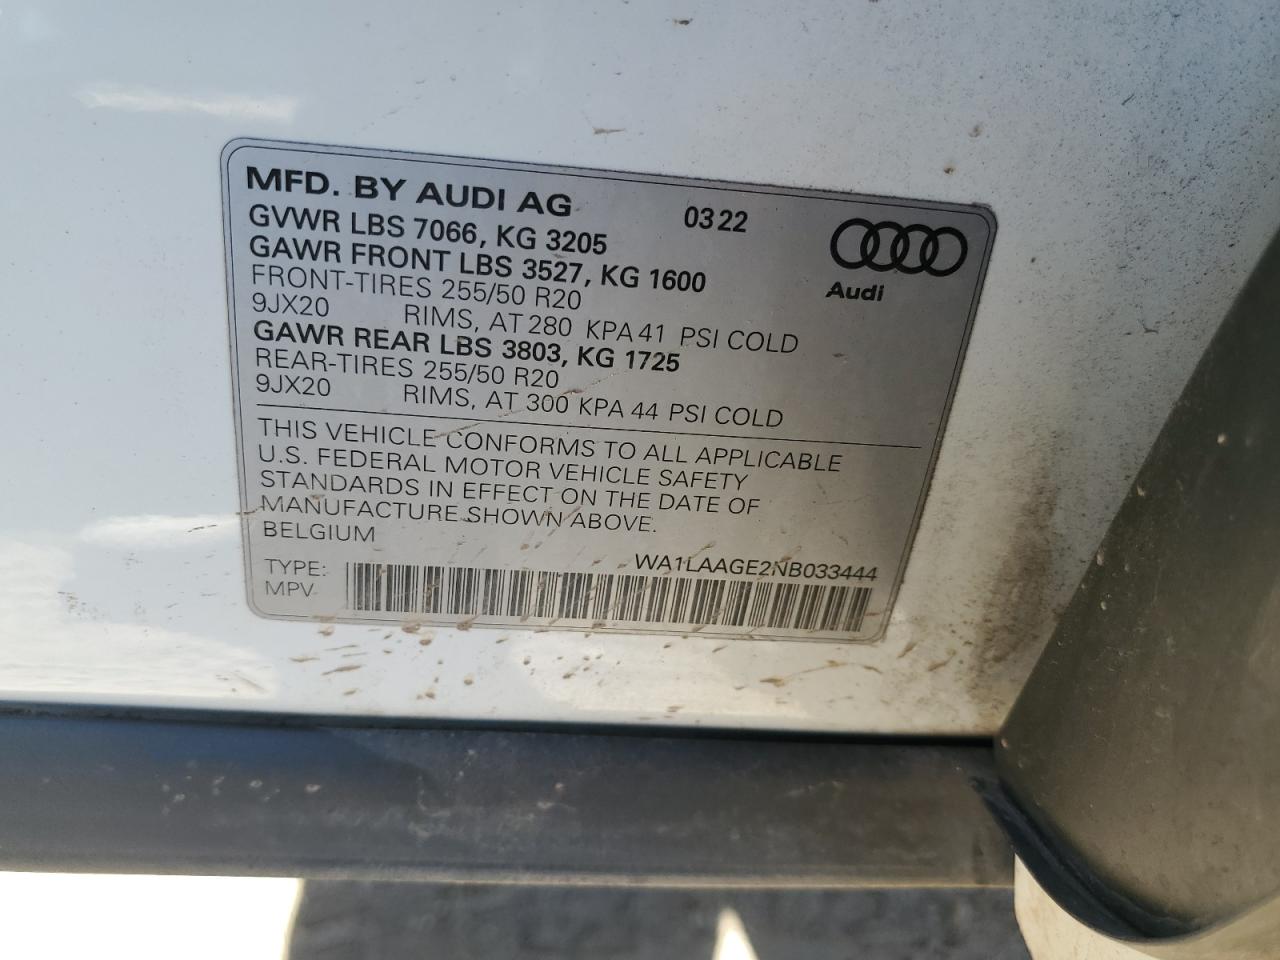 MFD. BY AUDI AG 03 22
GVWR LBS 7066, KG 3205
GAWR FRONT LBS 3527, KG 1600
FRONT-TIRES 255/50 R20
9JX20 RIMS, AT 280 KPA 41 PSI COLD
GAWR REAR LBS 3803, KG 1725
REAR-TIRES 255/50 R20
9JX20 RIMS, AT 300 KPA 44 PSI COLD
Audi
THIS VEHICLE CONFORMS TO ALL APPLICABLE
U.S. FEDERAL MOTOR VEHICLE SAFETY
STANDARDS IN EFFECT ON THE DATE OF
MANUFACTURE SHOWN ABOVE.
BELGIUM
WA1LAAGE2NB033444
TYPE:
MPV